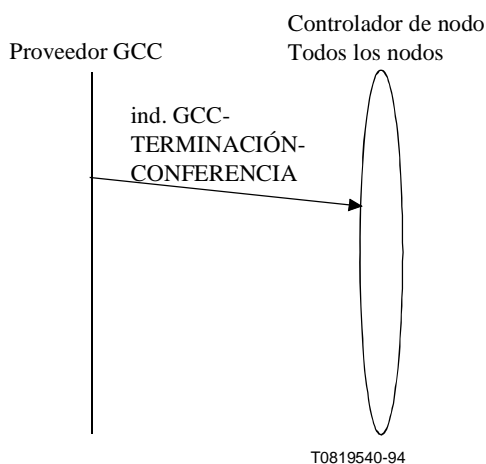 Controlador de nodo
Proveedor GCC
Todos los nodos
ind. GCC-
TERMINACIÓN-
CONFERENCIA
T0819540-94